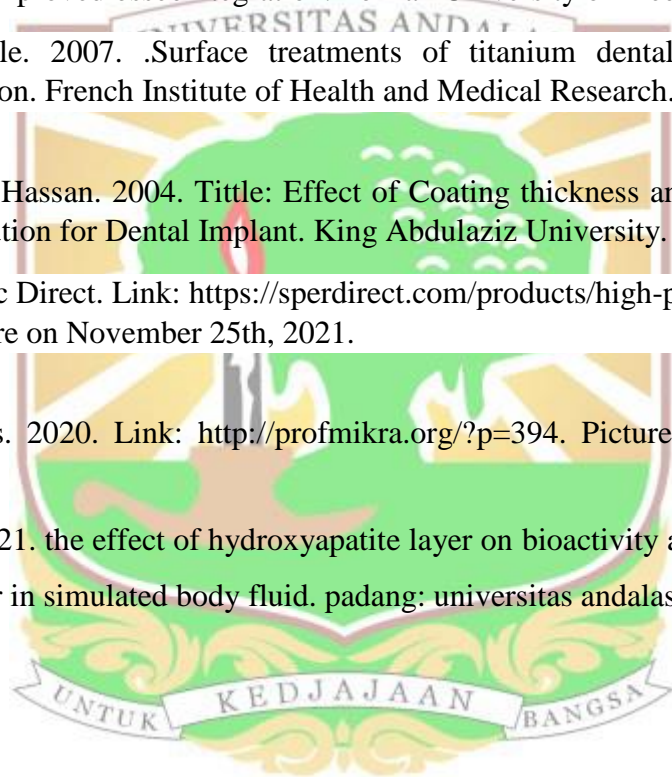 UNIVERSITAS ANDALAS
le. 2007. .Surface treatments of titanium dental
on. French Institute of Health and Medical Research.
Hassan. 2004. Tittle: Effect of Coating thickness
tion for Dental Implant. King Abdulaziz University.
c Direct. Link: https://sperdirect.com/products/high-p
re on November 25th, 2021.
s. 2020. Link: http://profmikra.org/?p=394. Picture
21. the effect of hydroxyapatite layer on bioactivity a
r in simulated body fluid. padang: universitas andalas
UNTUK KEDJAJAAN BANGSA